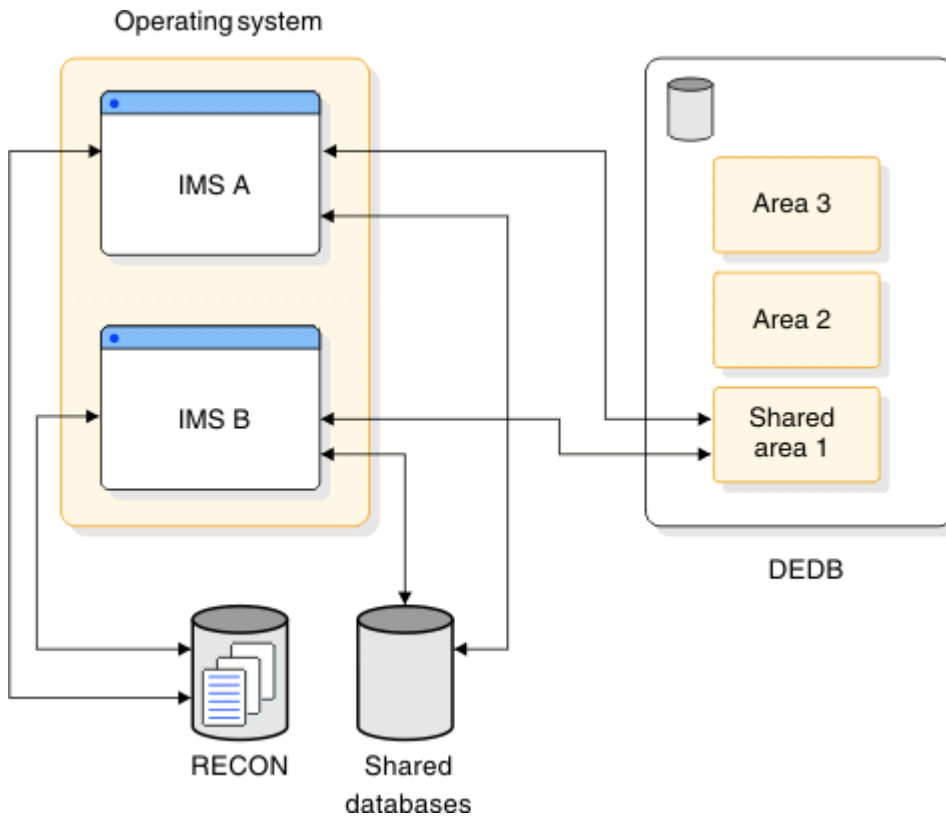 Operating system
IMS A
IMS B
Area 3
Area 2
Shared
area 1
DEDB
RECON
Shared
databases